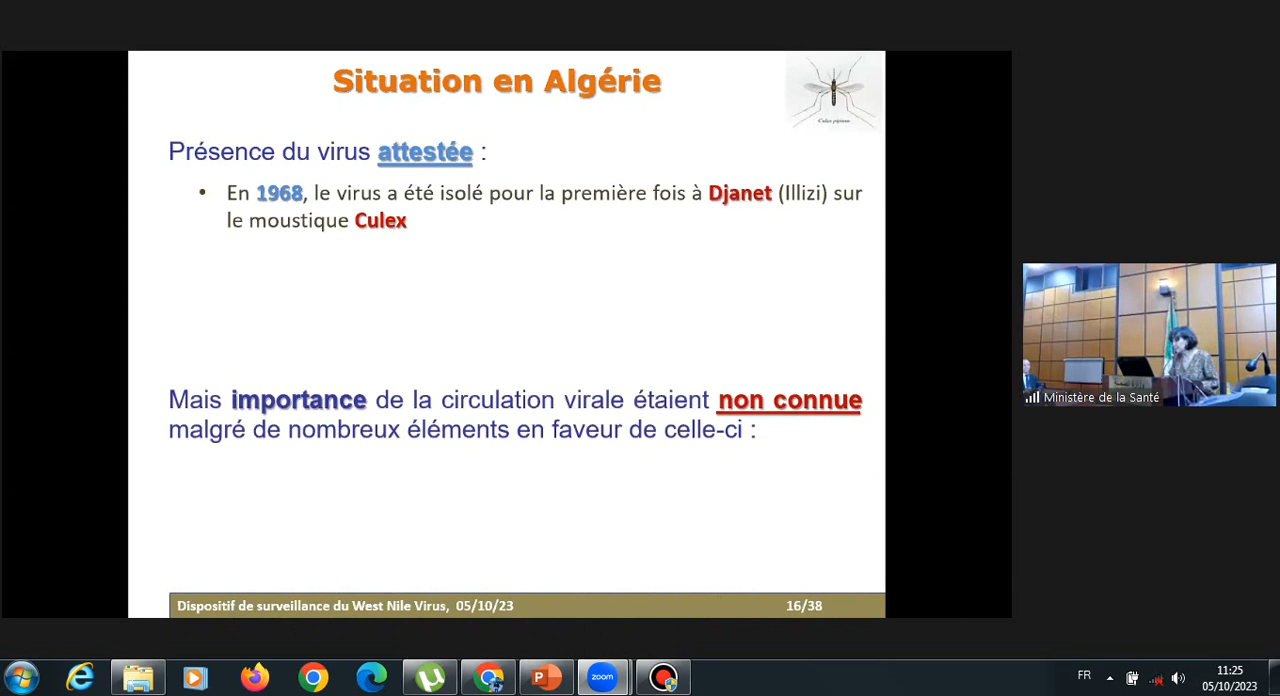 Situation en Algérie
Culex pipiens
Présence du virus attestée :
• En 1968, le virus a été isolé pour la première fois à Djanet (Illizi) sur
le moustique Culex
Mais importance de la circulation virale étaient non connue
malgré de nombreux éléments en faveur de celle-ci :
Dispositif de surveillance du West Nile Virus, 05/10/23 16/38
Ministère de la Santé
zoom
FR
11:25
05/10/2023